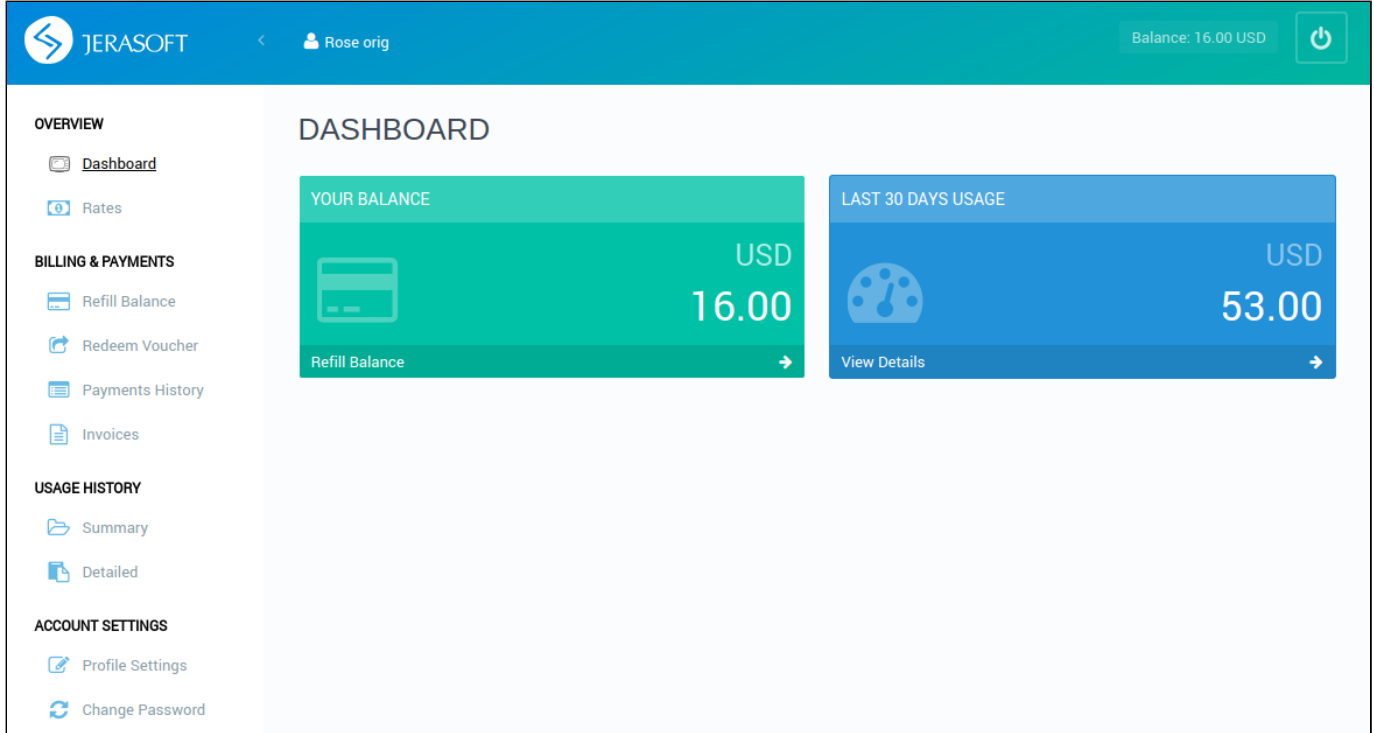 JERASOFT
Rose orig
Balance: 16.00 USD
OVERVIEW
Dashboard
Rates
BILLING & PAYMENTS
Refill Balance
Redeem Voucher
Payments History
Invoices
USAGE HISTORY
Summary
Detailed
ACCOUNT SETTINGS
Profile Settings
Change Password
DASHBOARD
YOUR BALANCE
USD
16.00
Refill Balance
LAST 30 DAYS USAGE
USD
53.00
View Details